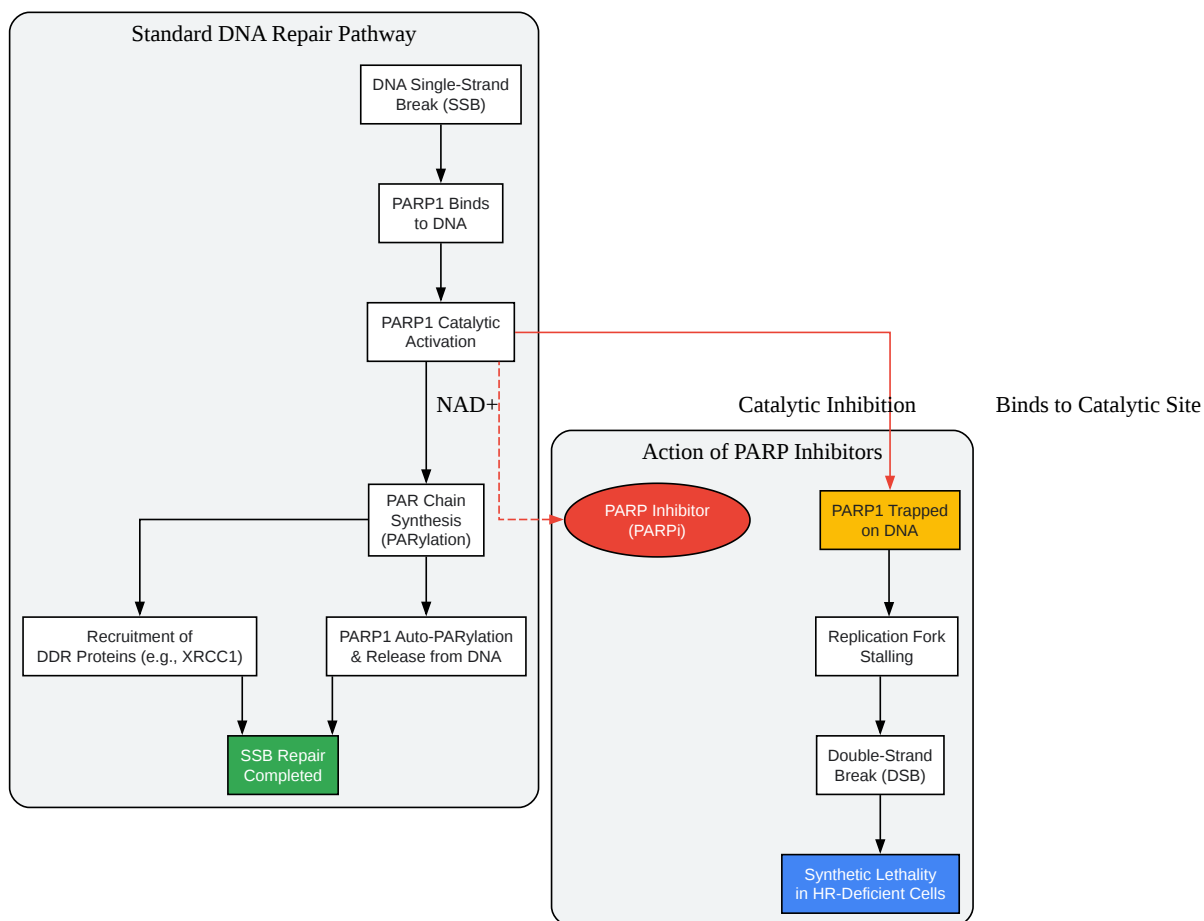 Standard DNA Repair Pathway
DNA Single-Strand
Break (SSB)
PARP1 Binds
to DNA
PARP1 Catalytic
Activation
NAD+
Catalytic Inhibition
Binds to Catalytic Site
PAR Chain
Synthesis
(PARylation)
Recruitment of
DDR Proteins (e.g., XRCC1)
PARP1 Auto-PARylation
& Release from DNA
SSB Repair
Completed
Action of PARP Inhibitors
PARP Inhibitor
(PARPi)
PARP1 Trapped
on DNA
Replication Fork
Stalling
Double-Strand
Break (DSB)
Synthetic Lethality
in HR-Deficient Cells